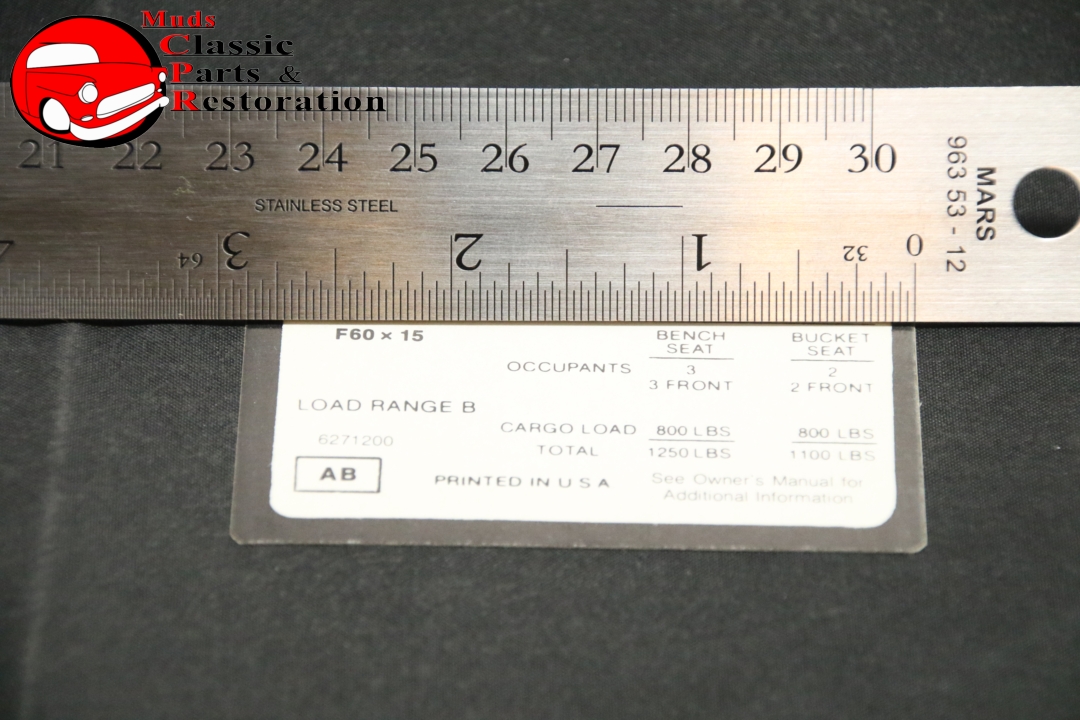 Muds
Classic
Parts &
Restoration
21 22 23 24 25 26 27 28 29 30
MARS
963 53 - 12
STAINLESS STEEL
64 3 2 1 32 0
F60 x 15
BENCH SEAT BUCKET SEAT
OCCUPANTS 3 2
3 FRONT 2 FRONT
LOAD RANGE B
CARGO LOAD 800 LBS 800 LBS
6271200
TOTAL 1250 LBS 1100 LBS
AB
PRINTED IN U S A
See Owner's Manual for
Additional Information